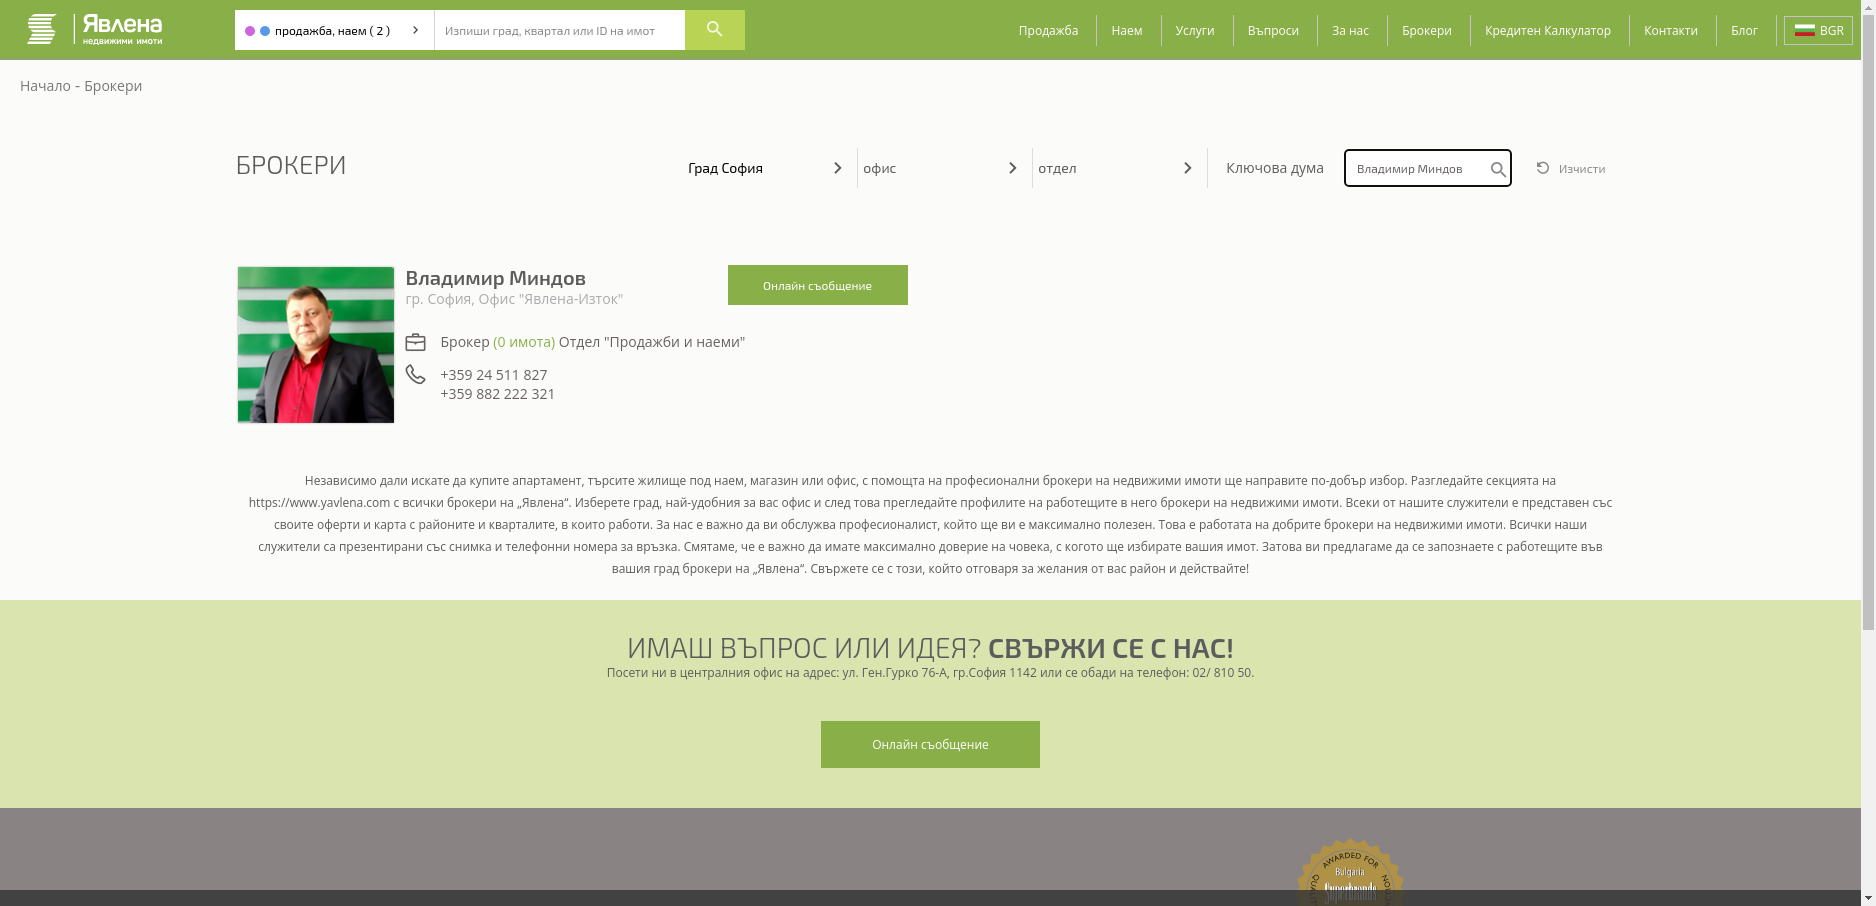 Явлена
недвижими имоти
продажба, наем ( 2 )
Изпиши град, квартал или ID на имот
Продажба
Наем
Услуги
Въпроси
За нас
Брокери
Кредитен Калкулатор
Контакти
Блог
BGR
Начало - Брокери
БРОКЕРИ
Град София
офис
отдел
Ключова дума
Владимир Миндов
Изчисти
Владимир Миндов
гр. София, Офис "Явлена-Изток"
Онлайн съобщение
Брокер (0 имота) Отдел "Продажби и наеми"
+359 24 511 827
+359 882 222 321
Независимо дали искате да купите апартамент, търсите жилище под наем, магазин или офис, с помощта на професионални брокери на недвижими имоти ще направите по-добър избор. Разгледайте секцията на
https://www.yavlena.com с всички брокери на „Явлена“. Изберете град, най-удобния за вас офис и след това прегледайте профилите на работещите в него брокери на недвижими имоти. Всеки от нашите служители е представен със
своите оферти и карта с районите и кварталите, в които работи. За нас е важно да ви обслужва професионалист, който ще ви е максимално полезен. Това е работата на добрите брокери на недвижими имоти. Всички наши
служители са презентирани със снимка и телефонни номера за връзка. Смятаме, че е важно да имате максимално доверие на човека, с когото ще избирате вашия имот. Затова ви предлагаме да се запознаете с работещите във
вашия град брокери на „Явлена“. Свържете се с този, който отговаря за желания от вас район и действайте!
ИМАШ ВЪПРОС ИЛИ ИДЕЯ? СВЪРЖИ СЕ С НАС!
Посети ни в централния офис на адрес: ул. Ген.Гурко 76-А, гр.София 1142 или се обади на телефон: 02/ 810 50.
Онлайн съобщение
AWARDED FOR
Bulgaria